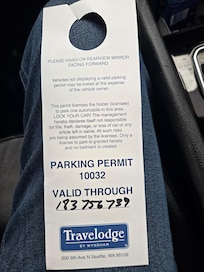 PLEASE HANG ON REARVIEW MIRROR
FACING FORWARD
Vehicles not displaying a valid parking
permit may be towed at the expense
of the vehicle owner.
This permit licenses the holder (licensee)
to park one automobile in this area.
LOCK YOUR CAR. The management
hereby declares itself not responsible
for fire, theft, damage, or loss of car or any
article left in same. All such risks
are being assumed by the licensee. Only a
license to park is granted hereby
and no bailment is created
PARKING PERMIT
10032
VALID THROUGH
183 756 789
Travelodge
BY WYNDHAM
200 6th Ave N Seattle, WA 98109